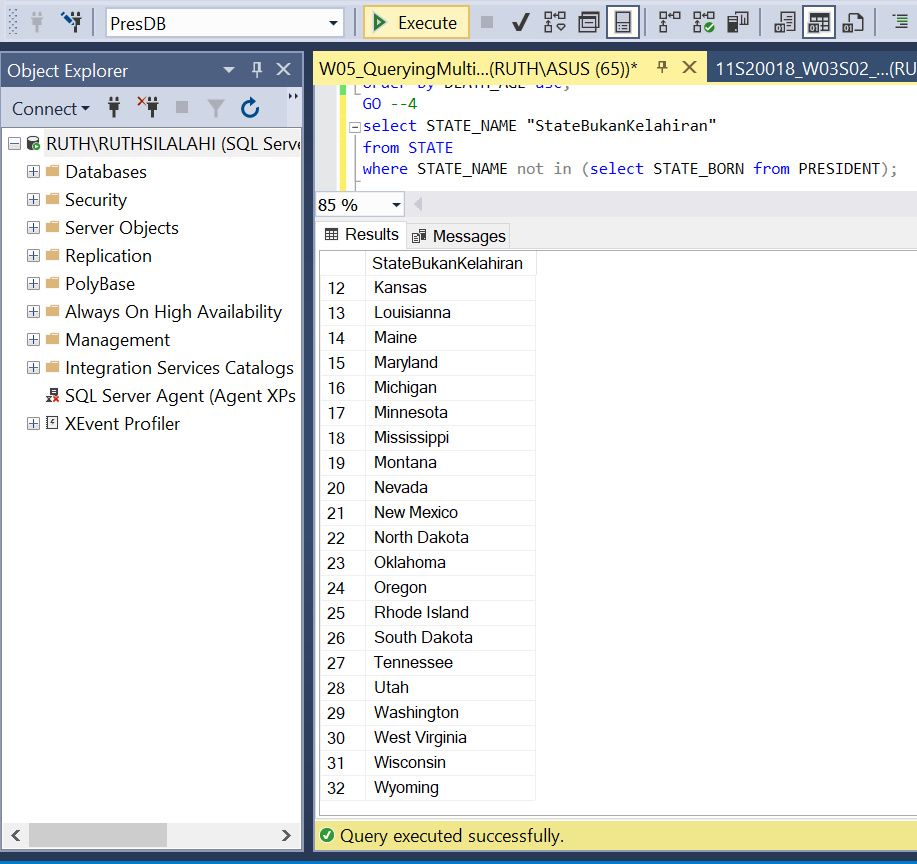 PresDB
Execute
Object Explorer
Connect
RUTH\RUTHSILALAHI (SQL Serve
Databases
Security
Server Objects
Replication
PolyBase
Always On High Availability
Management
Integration Services Catalogs
SQL Server Agent (Agent XPs
XEvent Profiler
W05_QueryingMulti...(RUTH\ASUS (65))*
11S20018_W03S02_...(RU
order by DEATH_AGE asc;
GO --4
select STATE_NAME "StateBukanKelahiran"
from STATE
where STATE_NAME not in (select STATE_BORN from PRESIDENT);
85 %
Results Messages
StateBukanKelahiran
12 Kansas
13 Louisianna
14 Maine
15 Maryland
16 Michigan
17 Minnesota
18 Mississippi
19 Montana
20 Nevada
21 New Mexico
22 North Dakota
23 Oklahoma
24 Oregon
25 Rhode Island
26 South Dakota
27 Tennessee
28 Utah
29 Washington
30 West Virginia
31 Wisconsin
32 Wyoming
Query executed successfully.